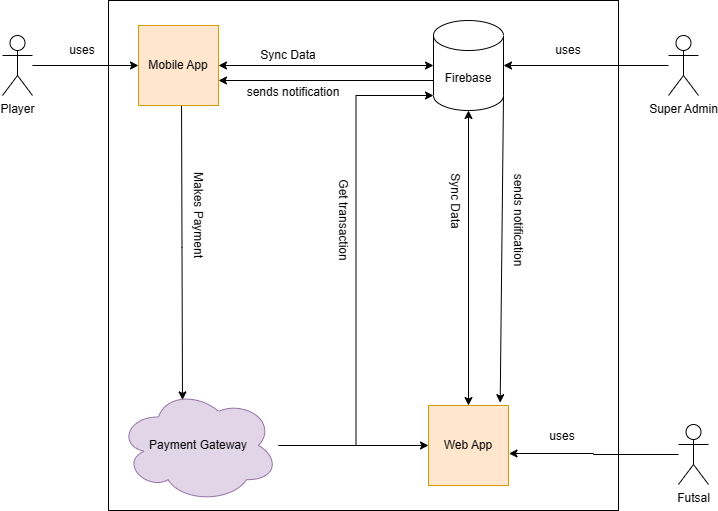 uses
Mobile App
Sync Data
Firebase
uses
sends notification
Player
Super Admin
Makes Payment
Get transaction
Sync Data
sends notification
Payment Gateway
Web App
uses
Futsal